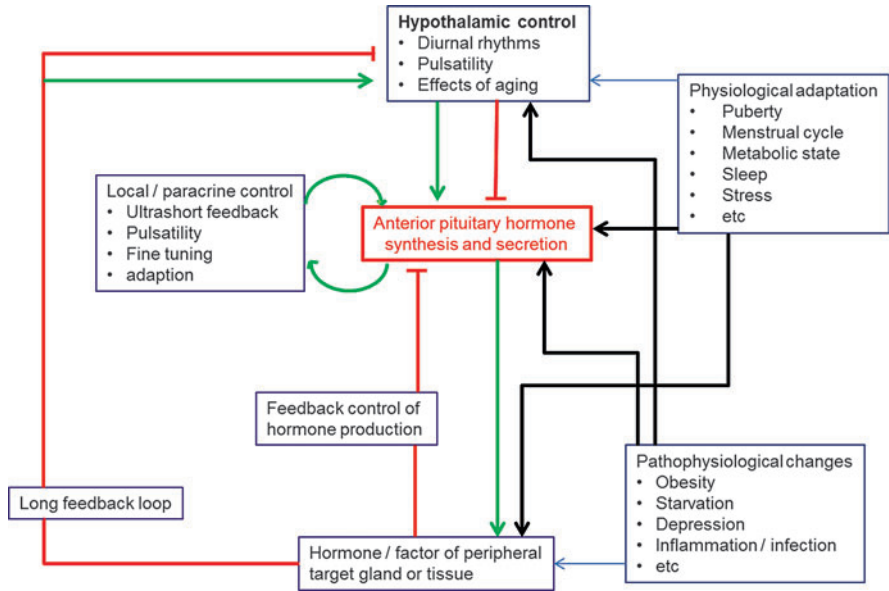 Hypothalamic control
• Diurnal rhythms
• Pulsatility
• Effects of aging
Physiological adaptation
• Puberty
• Menstrual cycle
• Metabolic state
• Sleep
• Stress
• etc
Local / paracrine control
• Ultrashort feedback
• Pulsatility
• Fine tuning
• adaption
Anterior pituitary hormone
synthesis and secretion
Feedback control of
hormone production
Long feedback loop
Pathophysiological changes
• Obesity
• Starvation
• Depression
• Inflammation / infection
• etc
Hormone / factor of peripheral
target gland or tissue